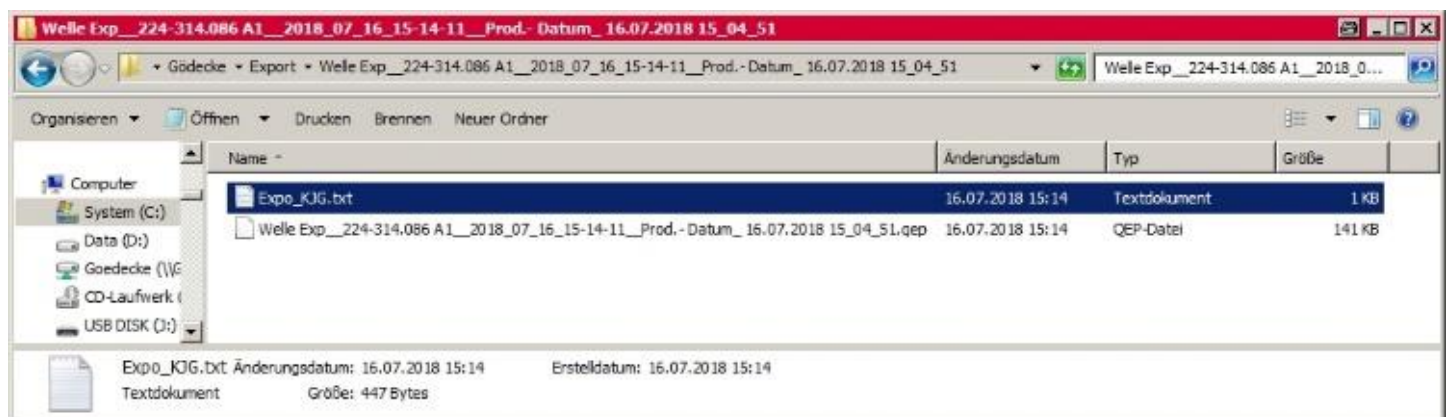 Welle Exp__224-314.086 A1__2018_07_16_15-14-11__Prod.- Datum_ 16.07.2018 15_04_51
Gödecke Export Welle Exp__224-314.086 A1__2018_07_16_15-14-11__Prod.- Datum_ 16.07.2018 15_04_51 Welle Exp__224-314.086 A1__2018_0...
Organisieren Öffnen Drucken Brennen Neuer Ordner
Name Änderungsdatum Typ Größe
Computer
System (C:)
Data (D:)
Goedecke (\\G
CD-Laufwerk (
USB DISK (J:)
Expo_KJG.txt 16.07.2018 15:14 Textdokument 1 KB
Welle Exp__224-314.086 A1__2018_07_16_15-14-11__Prod.- Datum_ 16.07.2018 15_04_51.qep 16.07.2018 15:14 QEP-Datei 141 KB
Expo_KJG.txt Änderungsdatum: 16.07.2018 15:14 Erstelldatum: 16.07.2018 15:14
Textdokument Größe: 447 Bytes